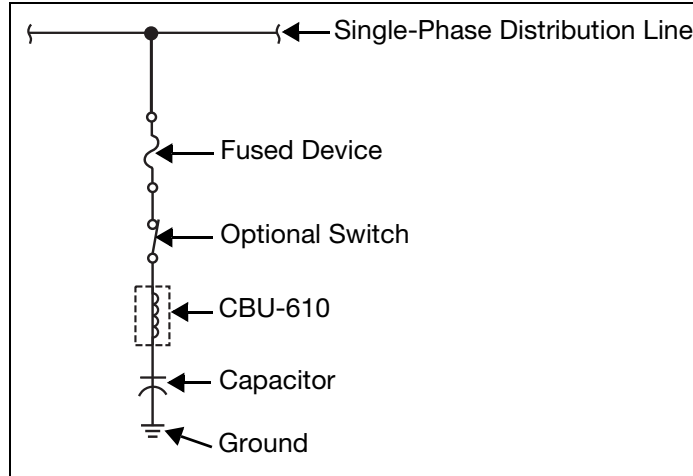 Single-Phase Distribution Line
Fused Device
Optional Switch
CBU-610
Capacitor
Ground